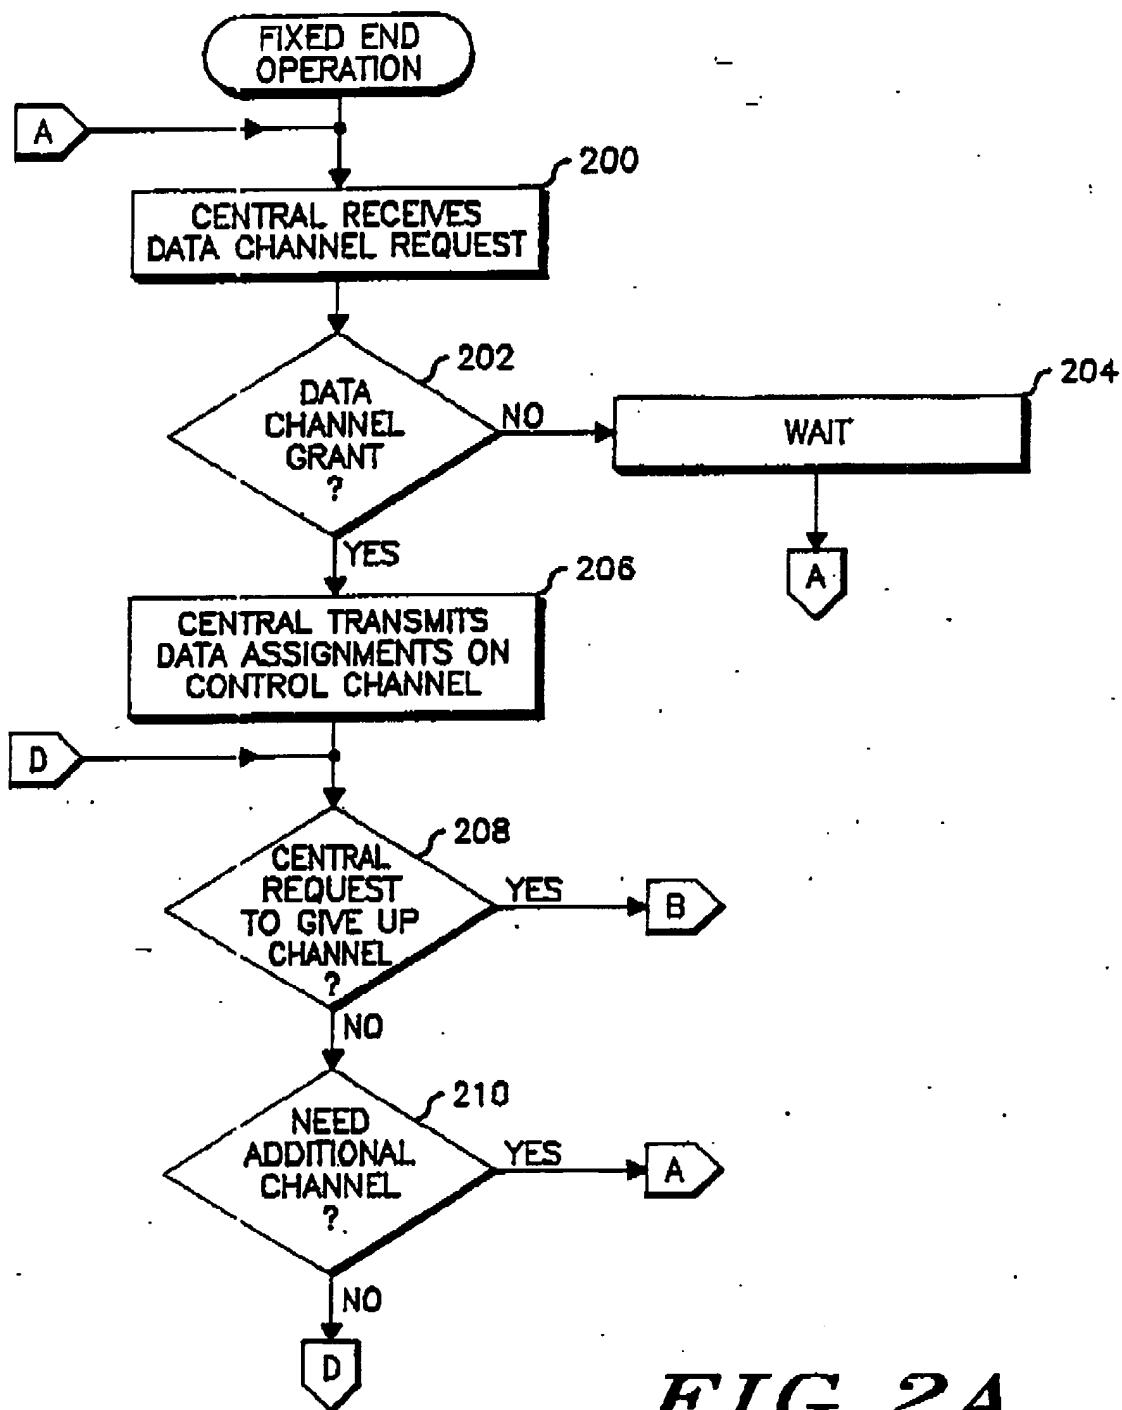 FIXED END
OPERATION
A
200
CENTRAL RECEIVES
DATA CHANNEL REQUEST
202
DATA
CHANNEL
GRANT
?
NO
204
WAIT
A
YES
206
CENTRAL TRANSMITS
DATA ASSIGNMENTS ON
CONTROL CHANNEL
D
208
CENTRAL
REQUEST
TO GIVE UP
CHANNEL
?
YES
B
NO
210
NEED
ADDITIONAL
CHANNEL
?
YES
A
NO
D
FIG. 2A